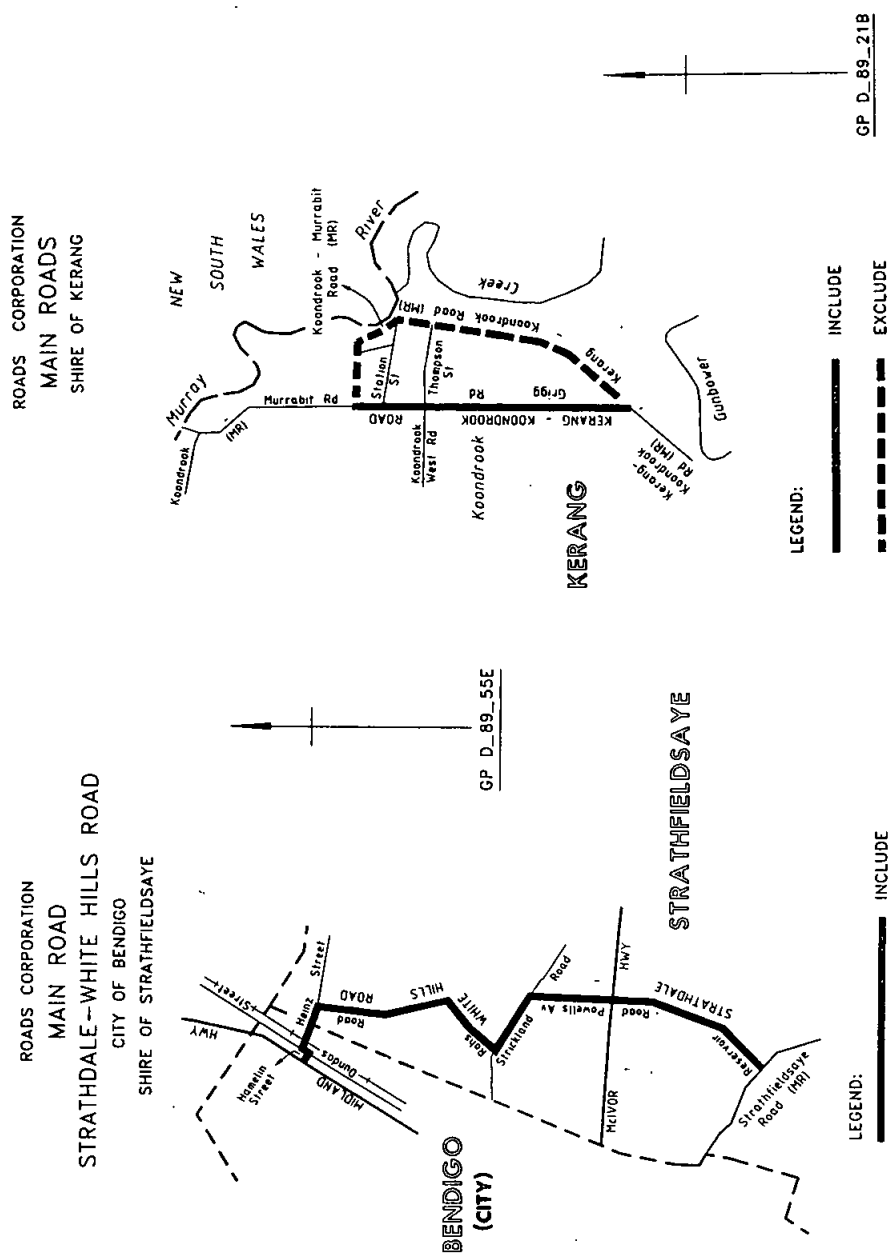 ROADS CORPORATION
MAIN ROAD
STRATHDALE-WHITE HILLS ROAD
CITY OF BENDIGO
SHIRE OF STRATHFIELDSAYE
HWY
Street
Hamelin
Street
Heinz
Street
Dundas
MIDLAND
ROAD
Road
HILLS
WHITE
Rohs
Strickland
Road
BENDIGO
(CITY)
McIVOR
HWY
Powells Av
Road
STRATHDALE
Reservoir
Strathfieldsaye
Road (MR)
STRATHFIELDSAYE
GP D_89_55E
LEGEND:
INCLUDE
ROADS CORPORATION
MAIN ROADS
SHIRE OF KERANG
NEW
SOUTH
WALES
Murray
River
Koondrook
(MR)
Murrabit Rd
Koondrook - Murrabit
Road (MR)
Station
St
Thompson
St
Koondrook Road (MR)
Kerang
Creek
Gunbower
ROAD
KERANG - KOONDROOK
Rd
Grigg
Koondrook
West Rd
Koondrook
Kerang-
Koondrook
Rd (MR)
KERANG
GP D_89_21B
LEGEND:
INCLUDE
EXCLUDE